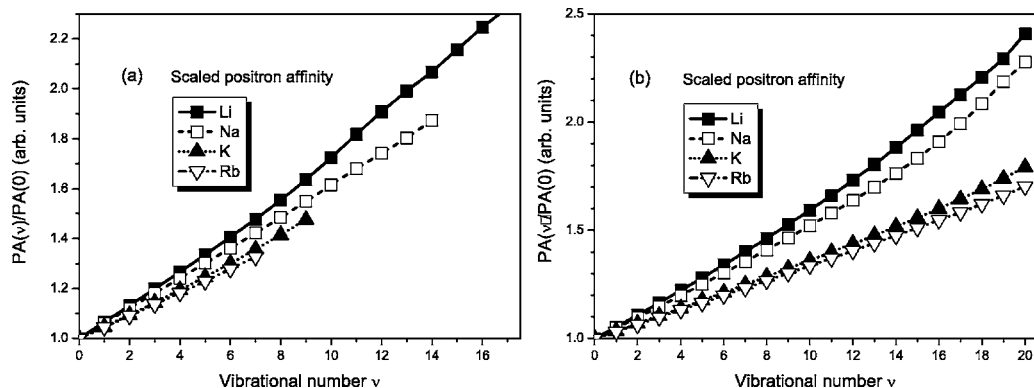 2.2
2.0
1.8
1.6
1.4
1.2
1.0
PA(ν)/PA(0) (arb. units)
(a) Scaled positron affinity
Li
Na
K
Rb
0 2 4 6 8 10 12 14 16
Vibrational number ν
2.5
2.0
1.5
1.0
PA(ν□/PA(0) (arb. units)
(b) Scaled positron affinity
Li
Na
K
Rb
0 2 4 6 8 10 12 14 16 18 20
Vibrational number ν